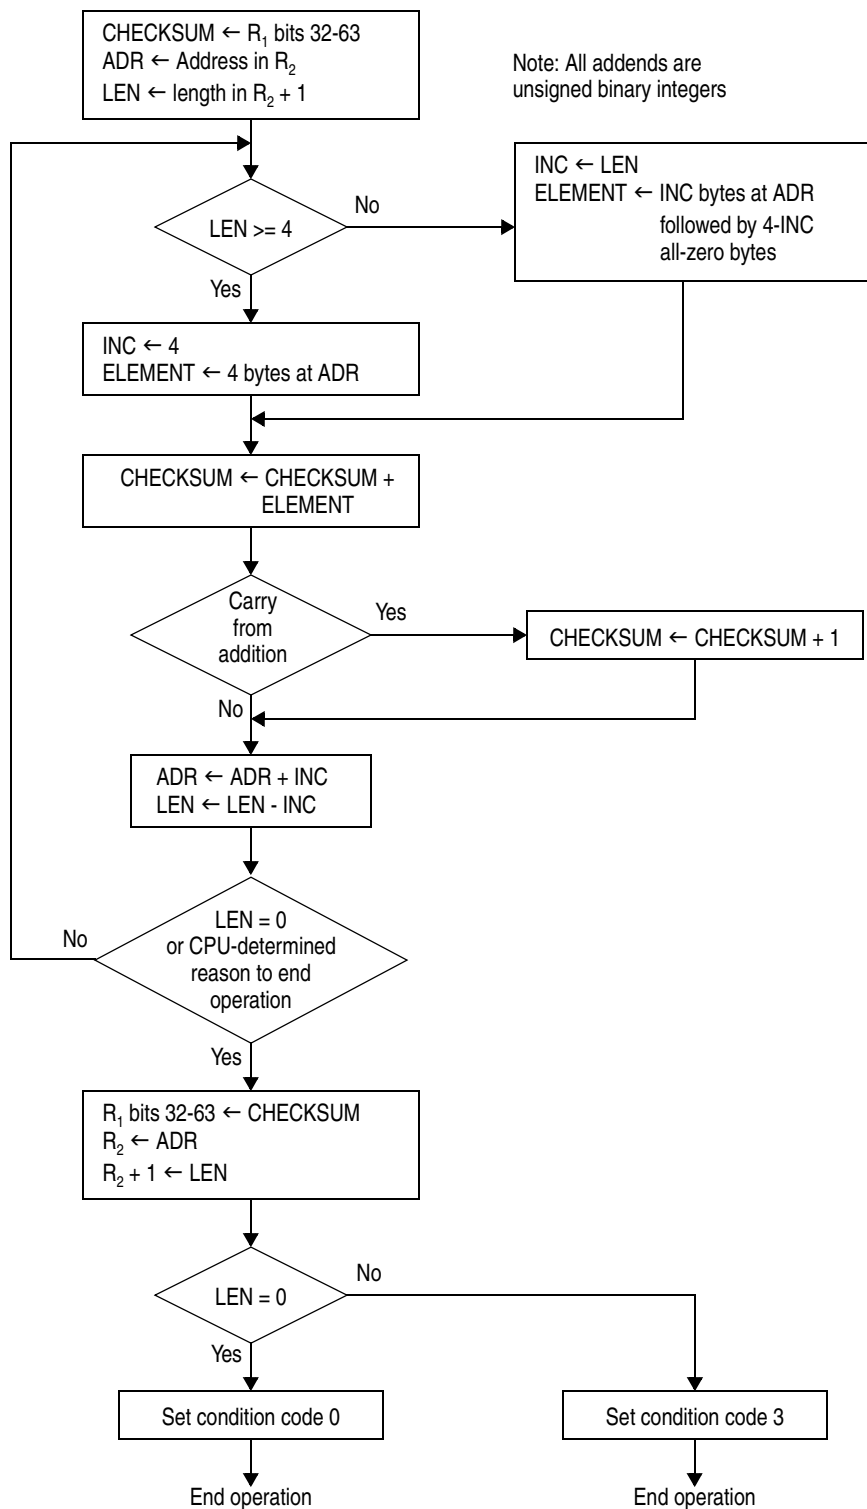 CHECKSUM ← R1 bits 32-63
ADR ← Address in R2
LEN ← length in R2 + 1
Note: All addends are
unsigned binary integers
LEN >= 4
No
Yes
INC ← LEN
ELEMENT ← INC bytes at ADR
followed by 4-INC
all-zero bytes
INC ← 4
ELEMENT ← 4 bytes at ADR
CHECKSUM ← CHECKSUM +
ELEMENT
Carry
from
addition
Yes
No
CHECKSUM ← CHECKSUM + 1
ADR ← ADR + INC
LEN ← LEN - INC
LEN = 0
or CPU-determined
reason to end
operation
No
Yes
R1 bits 32-63 ← CHECKSUM
R2 ← ADR
R2 + 1 ← LEN
LEN = 0
No
Yes
Set condition code 0
Set condition code 3
End operation
End operation